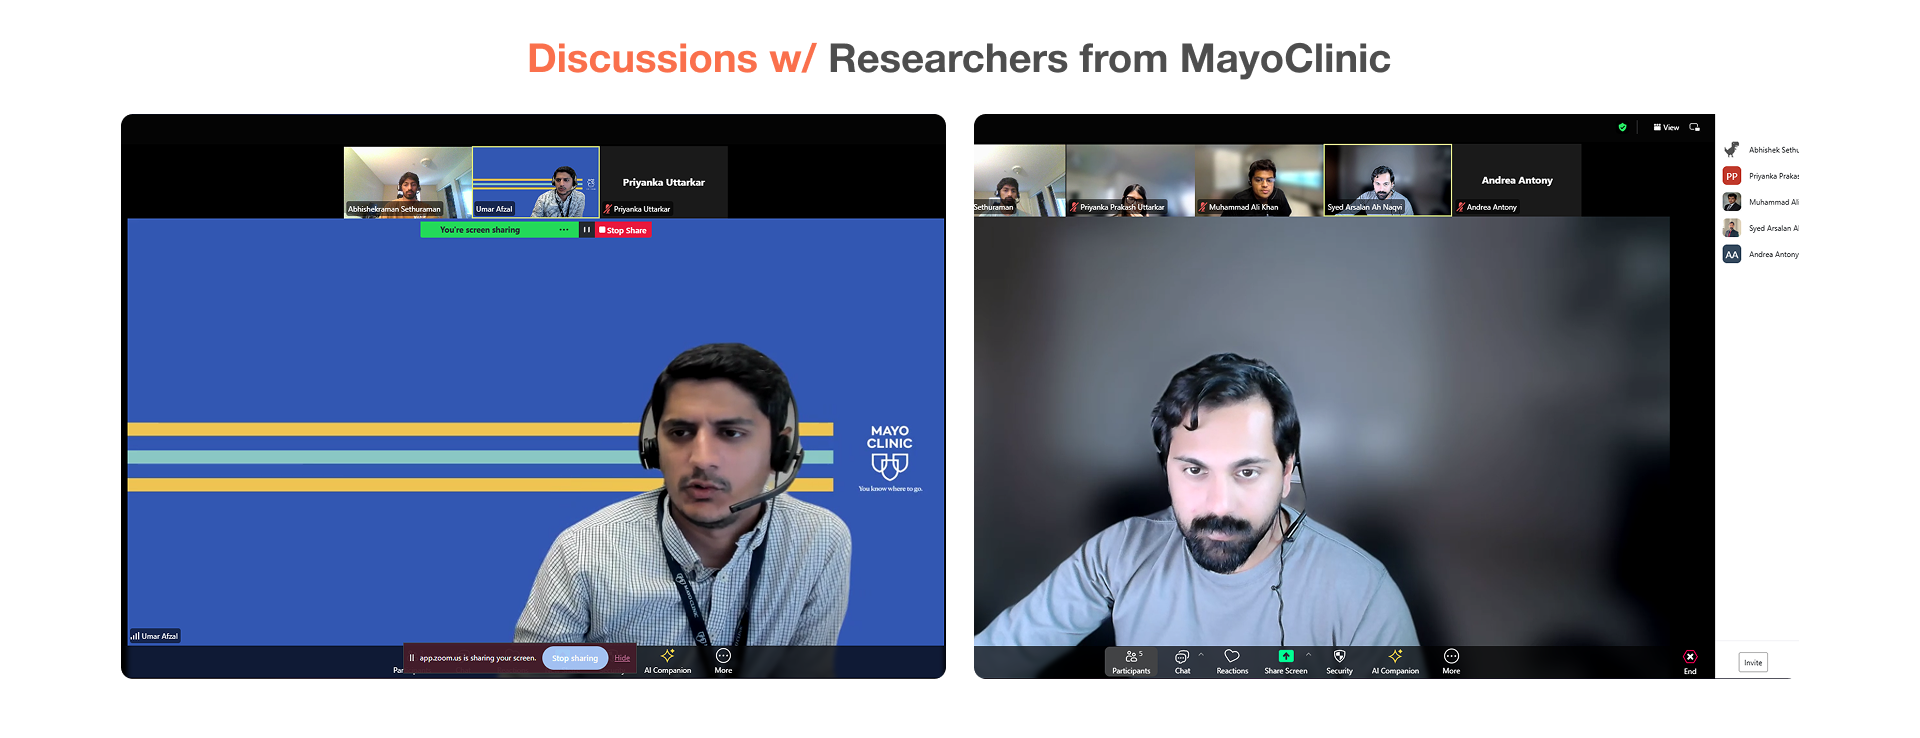 Discussions w/ Researchers from MayoClinic
Priyanka Uttarkar
Abhishekraman Sethuraman
Umar Afzal
Priyanka Uttarkar
You're screen sharing
Stop Share
MAYO
CLINIC
You know where to go.
MAYO CLINIC
Umar Afzal
app.zoom.us is sharing your screen.
Stop sharing
Hide
Par
AI Companion
More
View
Andrea Antony
Sethuraman
Priyanka Prakash Uttarkar
Muhammad Ali Khan
Syed Arsalan Ah Naqvi
Andrea Antony
Abhishek Sethu
PP Priyanka Prakas
Muhammad Ali
Syed Arsalan A
AA Andrea Antony
5
Participants
Chat
Reactions
Share Screen
Security
AI Companion
More
End
Invite